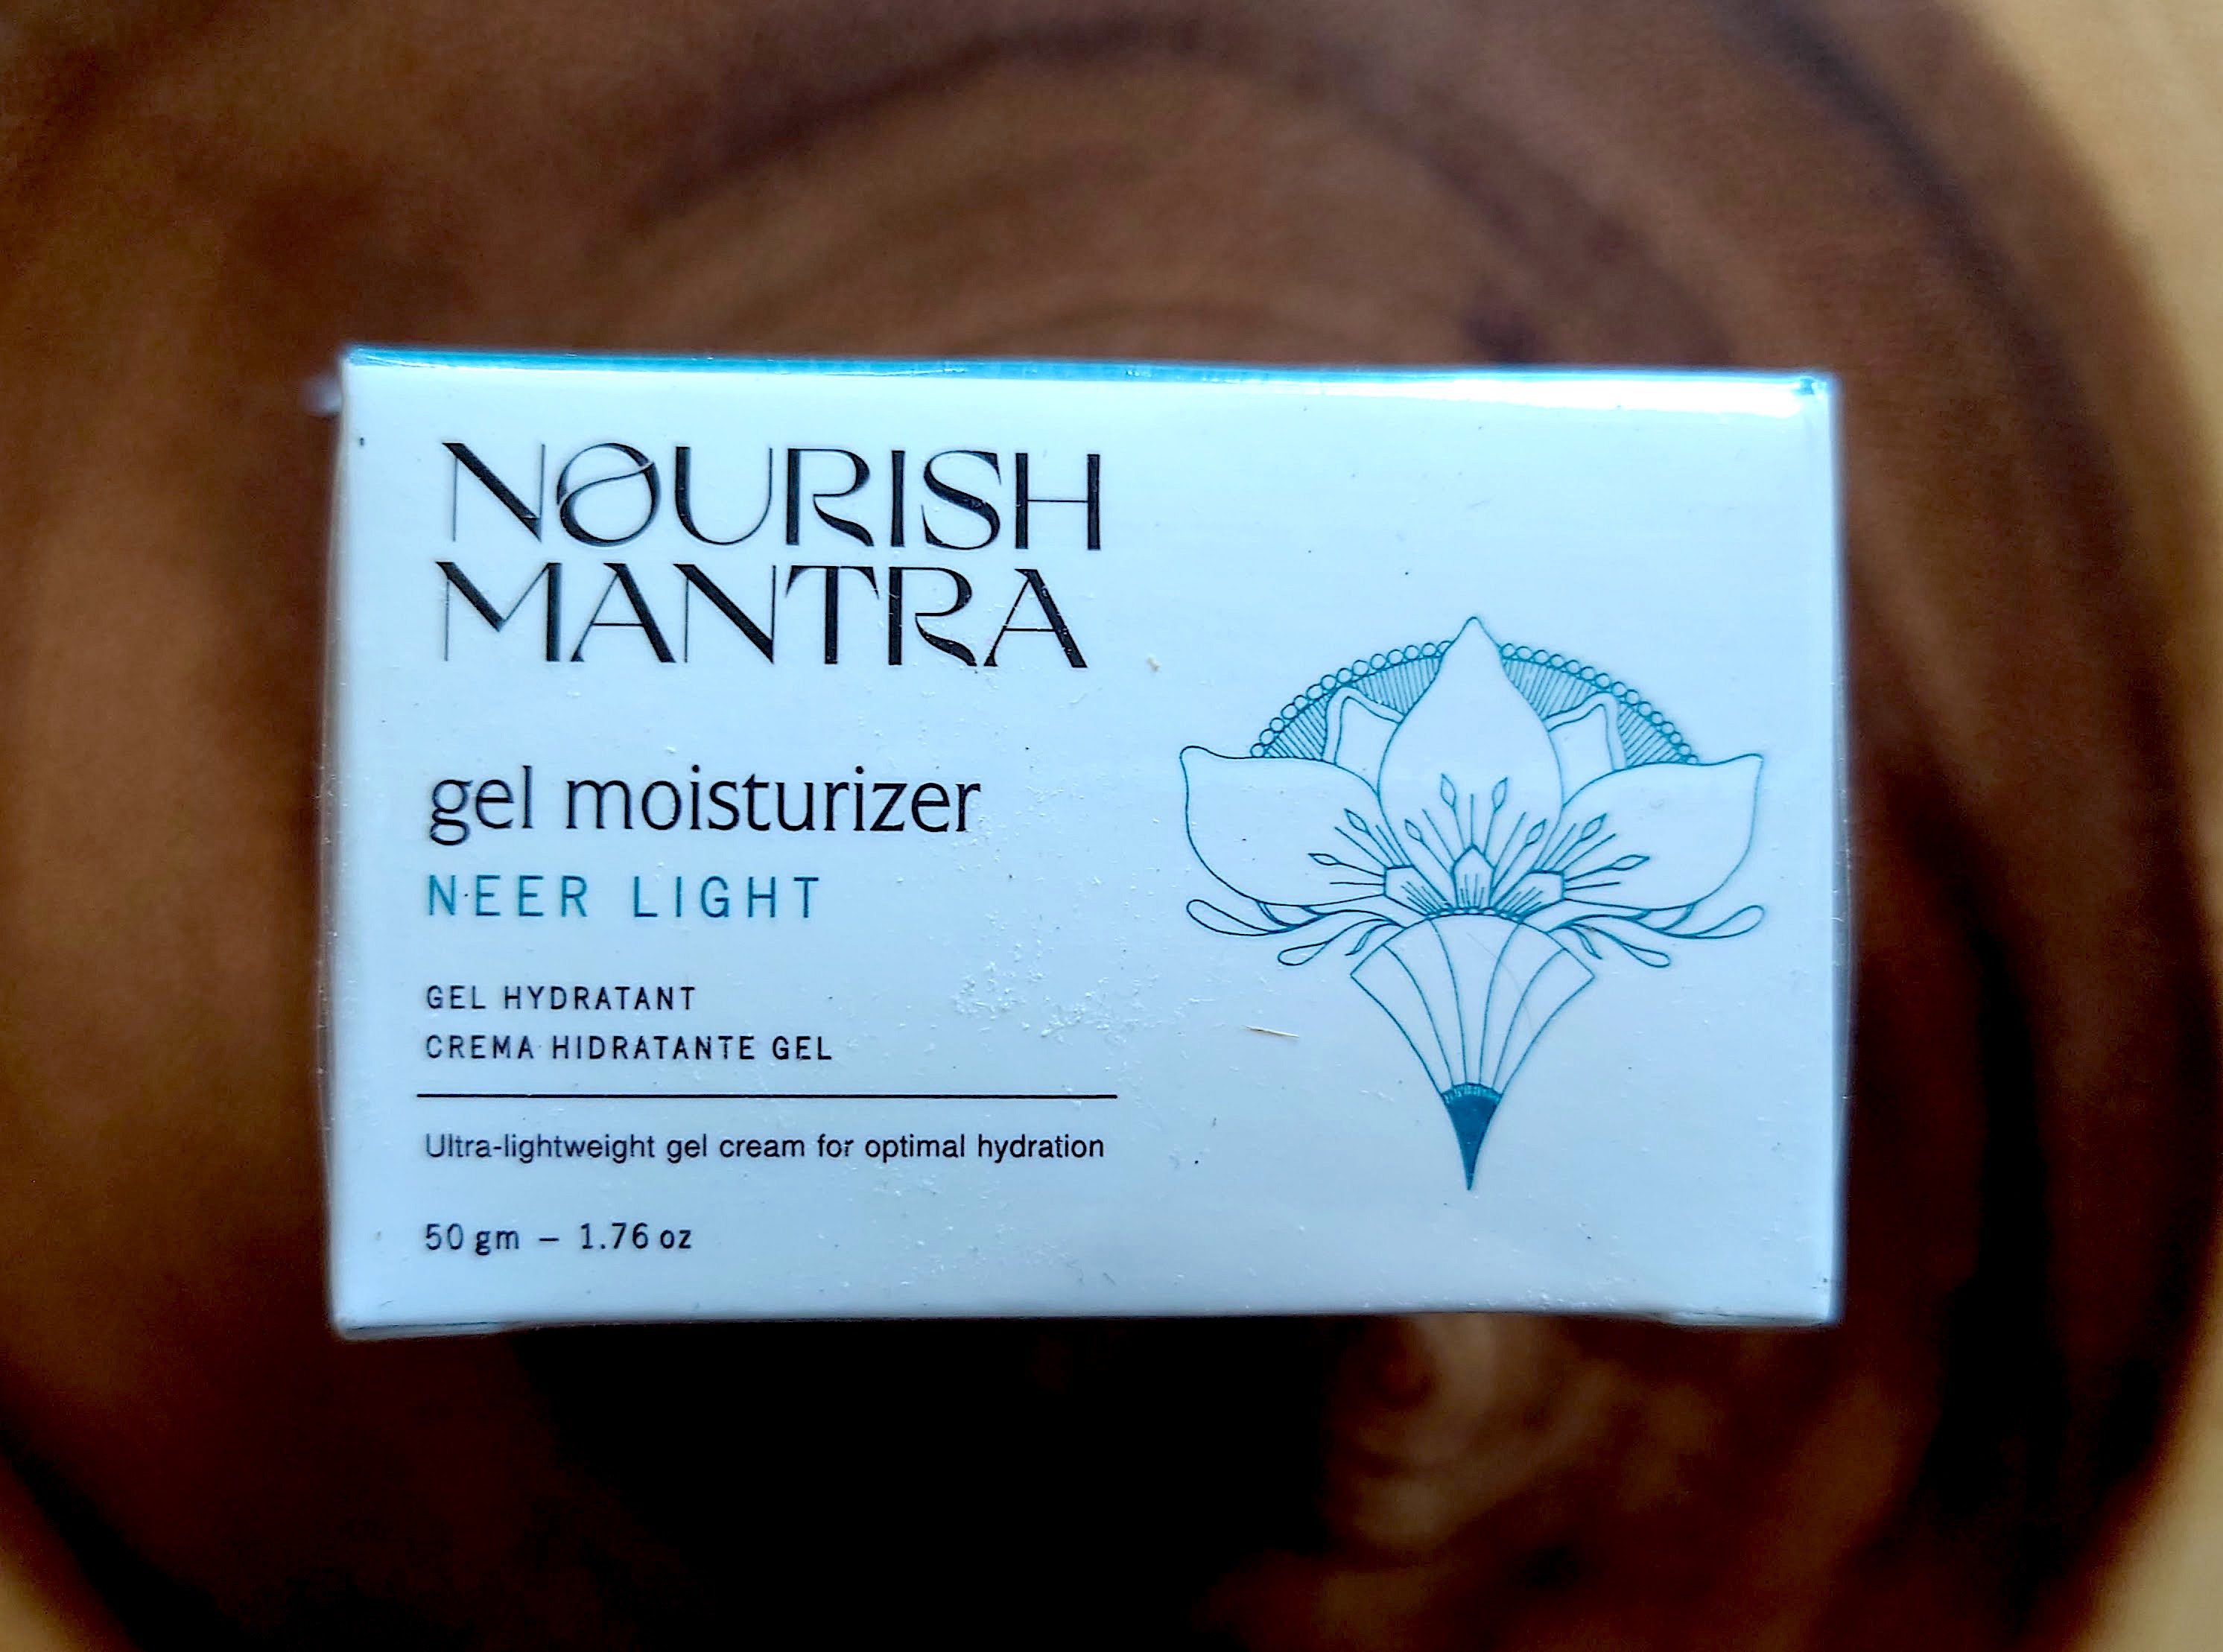 NOURISH
MANTRA
gel moisturizer
NEER LIGHT
GEL HYDRATANT
CREMA HIDRATANTE GEL
Ultra-lightweight gel cream for optimal hydration
50 gm – 1.76 oz